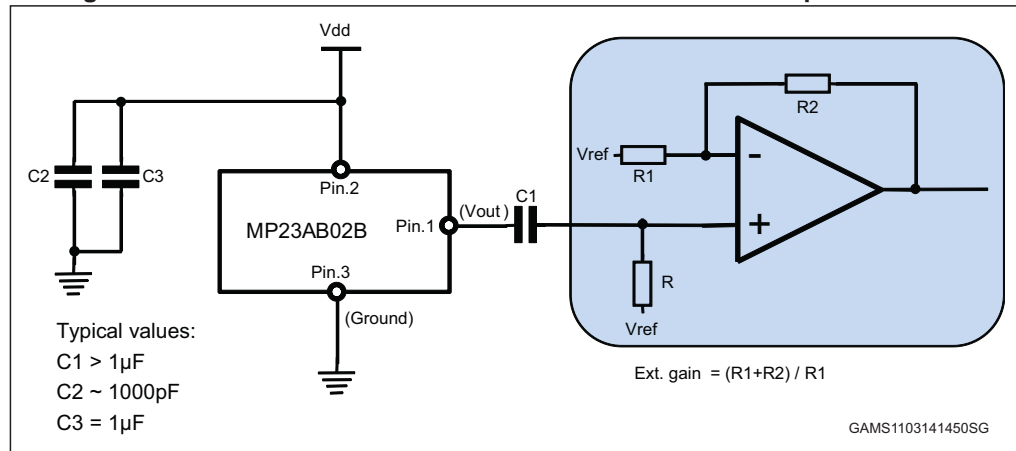 Vdd
C2
C3
Pin.2
MP23AB02B
Pin.1
(Vout)
C1
Pin.3
(Ground)
R2
Vref
R1
-
+
R
Vref
Typical values:
C1 > 1µF
C2 ~ 1000pF
C3 = 1µF
Ext. gain = (R1+R2) / R1
GAMS1103141450SG